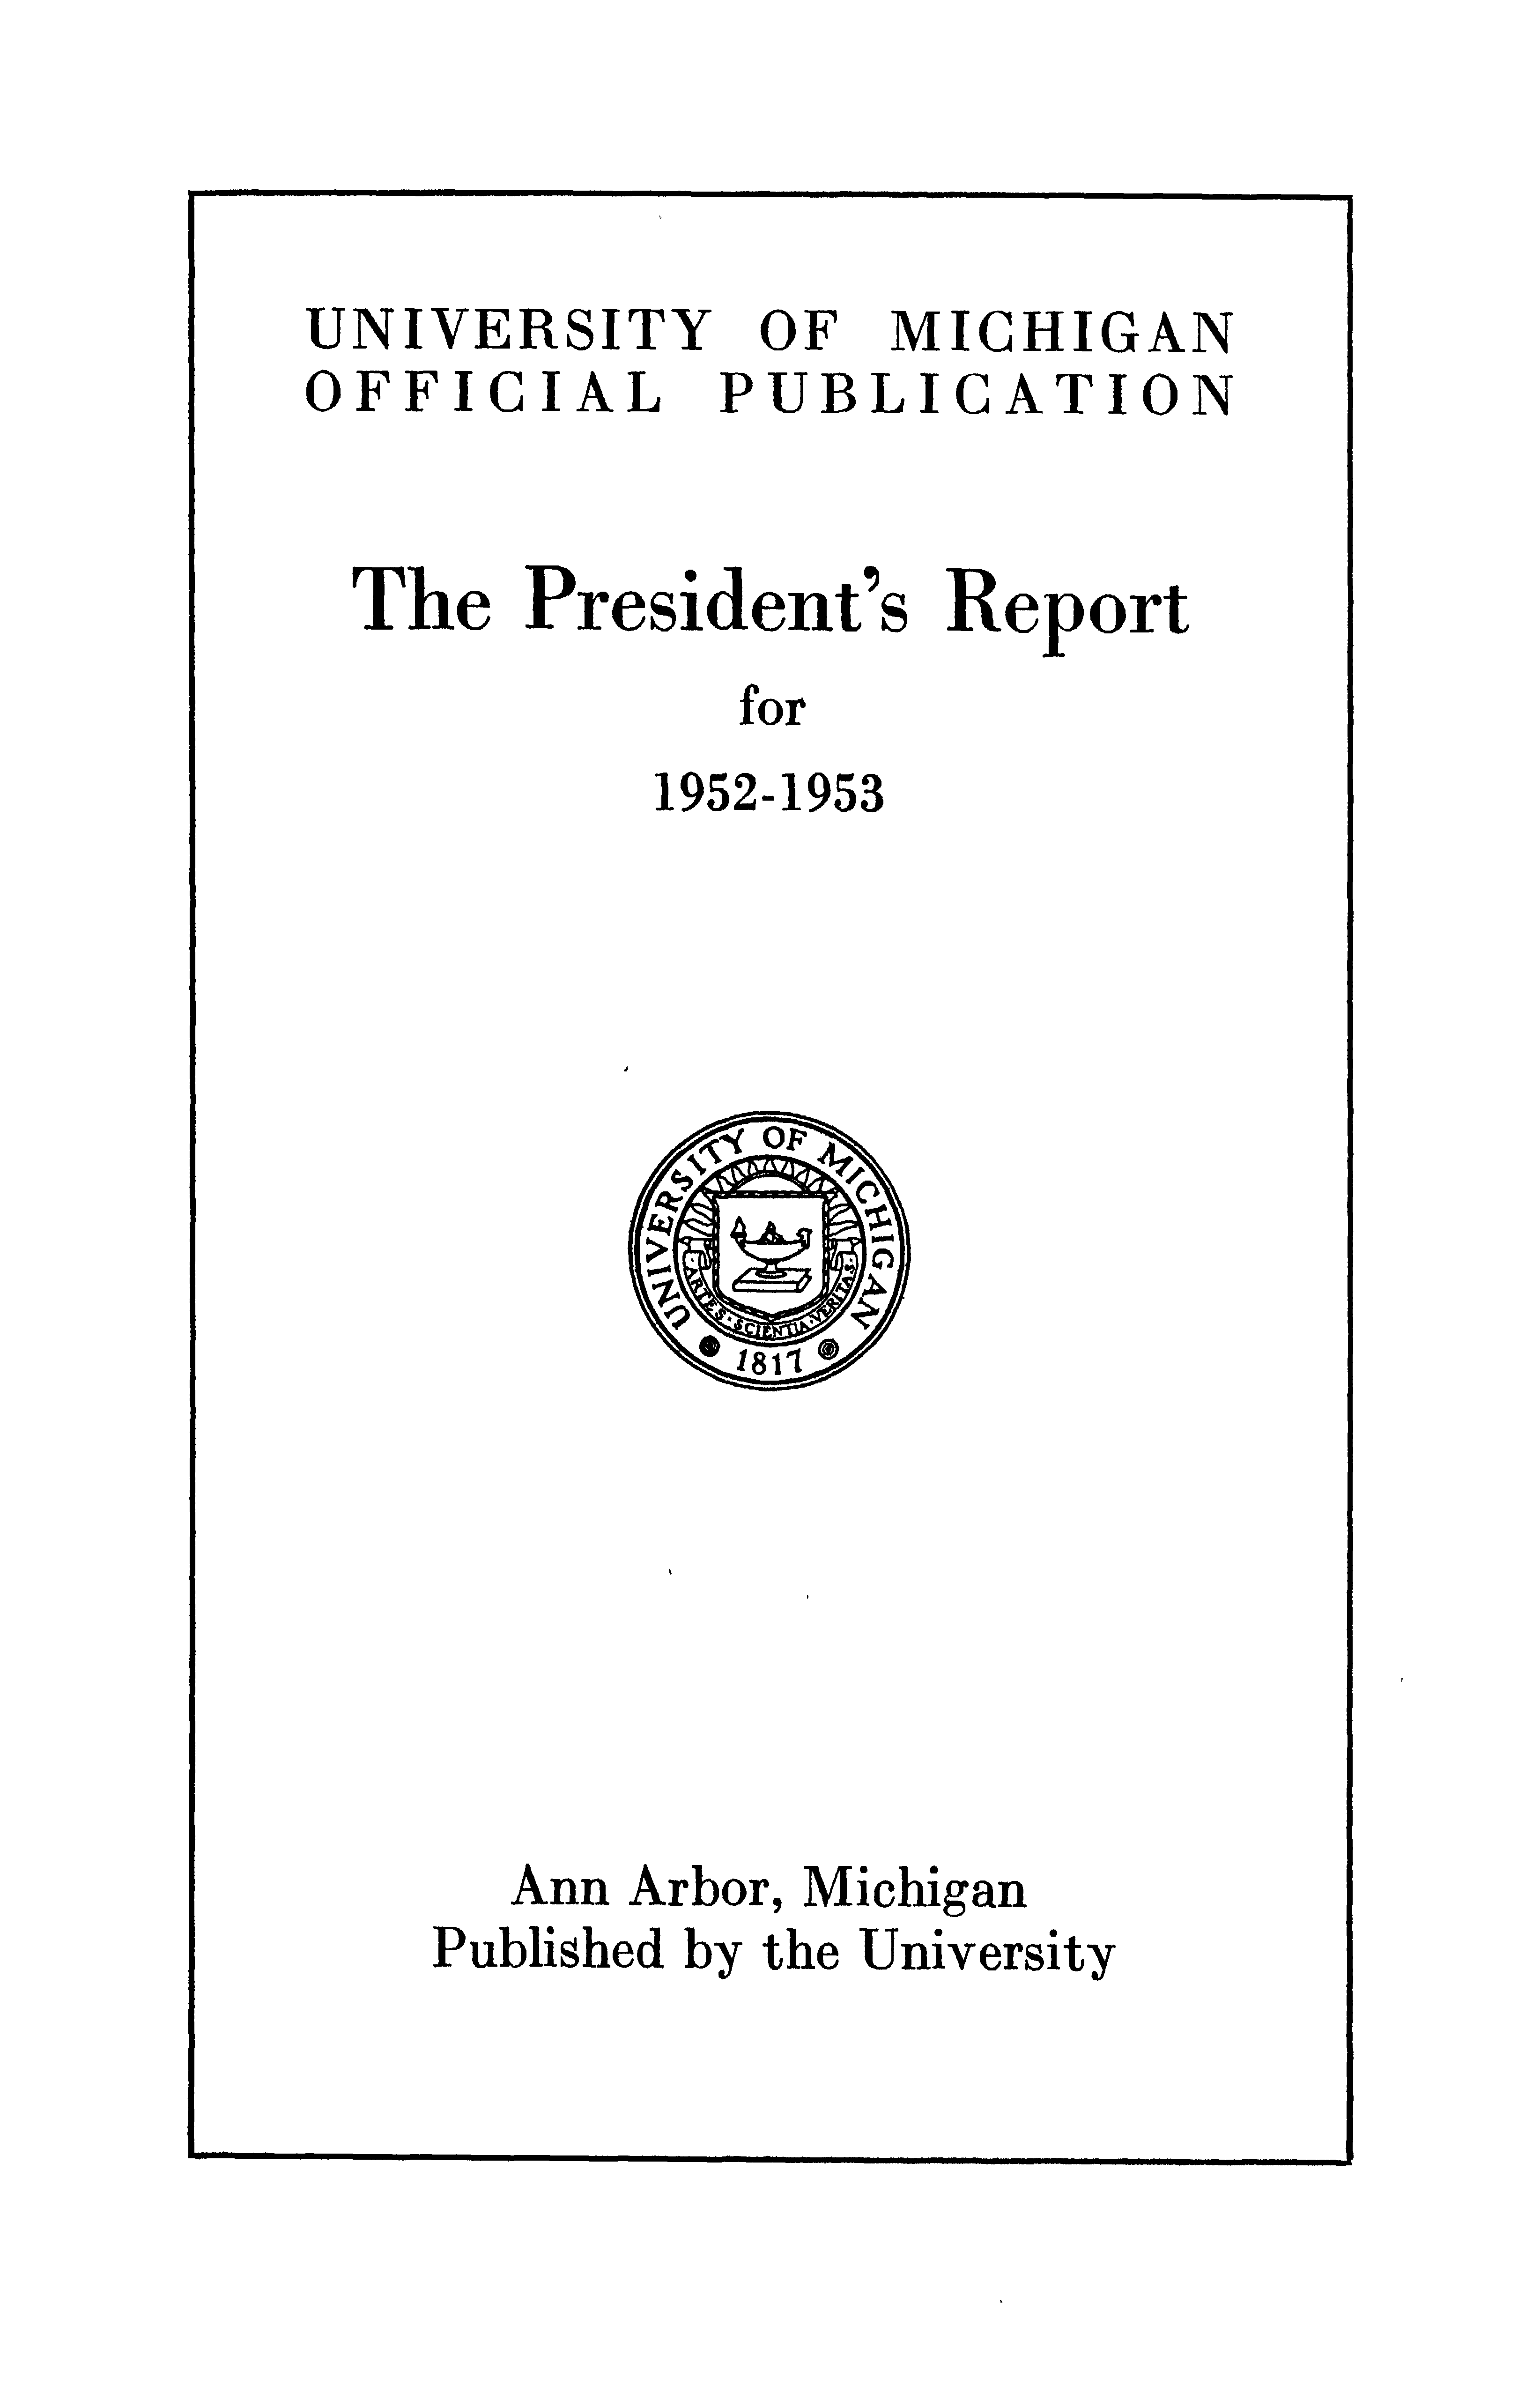 UNIVERSITY OF MICHIGAN
OFFICIAL PUBLICATION
The President's Report
for
1952-1953
UNIVERSITY OF MICHIGAN
ARTES · SCIENTIA · VERITAS
1817
Ann Arbor, Michigan
Published by the University